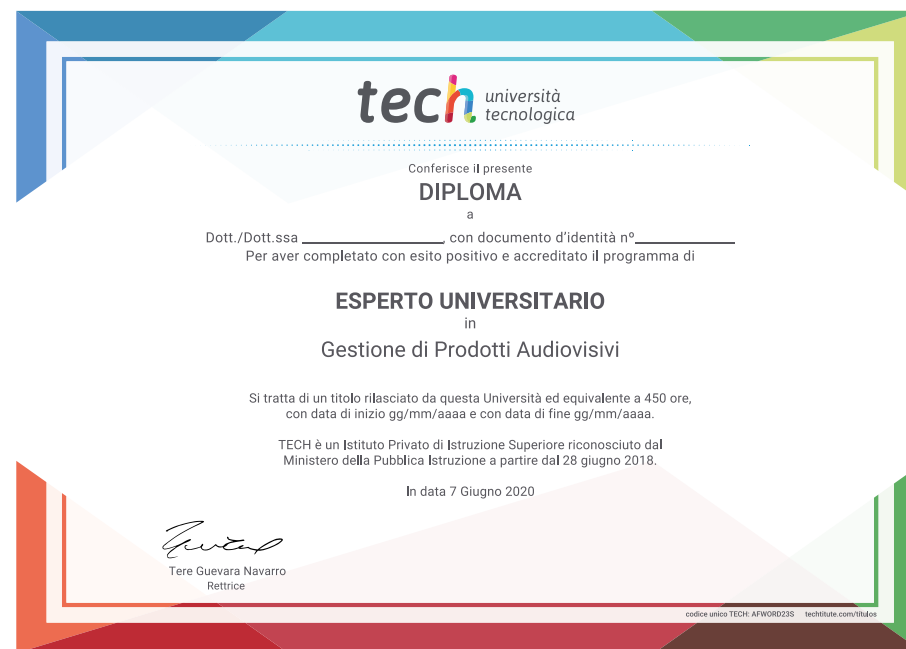 tech università
tecnologica
Conferisce il presente
DIPLOMA
a
Dott./Dott.ssa ________________, con documento d'identità nº____________
Per aver completato con esito positivo e accreditato il programma di
ESPERTO UNIVERSITARIO
in
Gestione di Prodotti Audiovisivi
Si tratta di un titolo rilasciato da questa Università ed equivalente a 450 ore,
con data di inizio gg/mm/aaaa e con data di fine gg/mm/aaaa.
TECH è un Istituto Privato di Istruzione Superiore riconosciuto dal
Ministero della Pubblica Istruzione a partire dal 28 giugno 2018.
In data 7 Giugno 2020
Tere Guevara Navarro
Rettrice
codice unico TECH: AFWORD23S techtitute.com/titulos